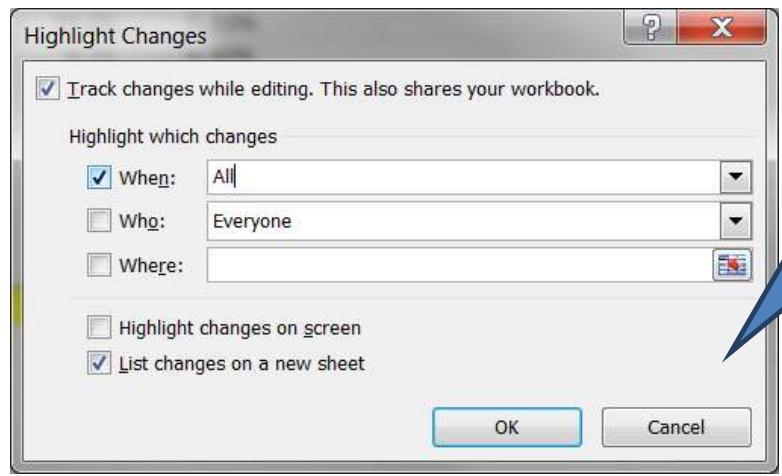 Highlight Changes
Track changes while editing. This also shares your workbook.
Highlight which changes
When: All
Who: Everyone
Where:
Highlight changes on screen
List changes on a new sheet
OK Cancel